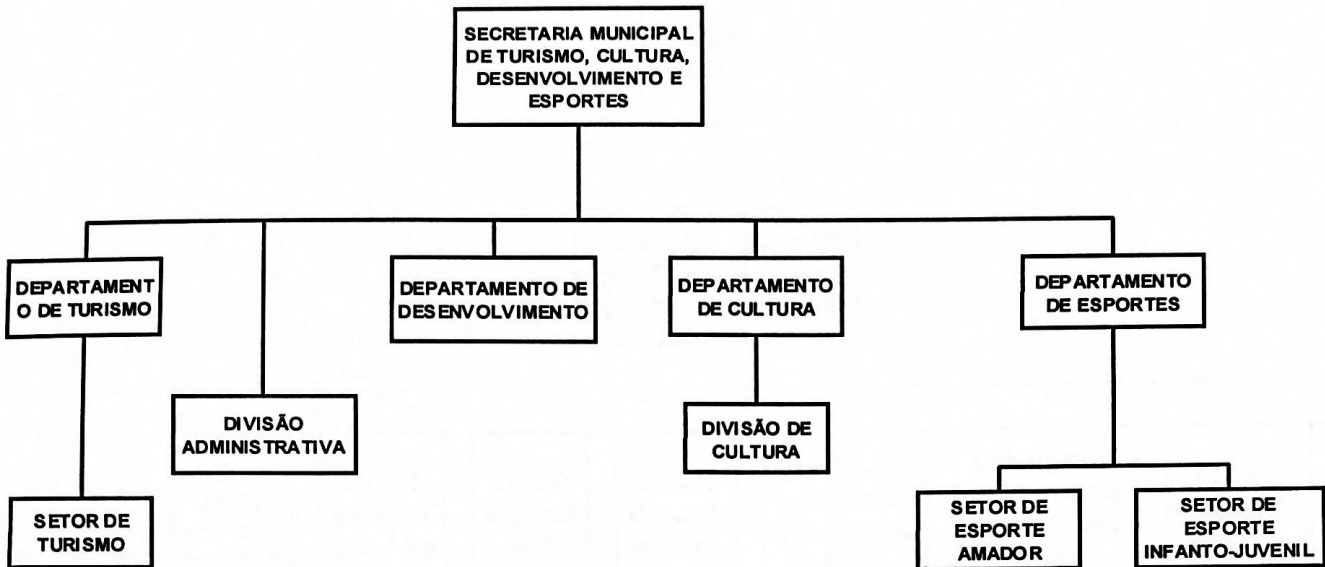 SECRETARIA MUNICIPAL
DE TURISMO, CULTURA,
DESENVOLVIMENTO E
ESPORTES
DEPARTAMENT
O DE TURISMO
DEPARTAMENTO DE
DESENVOLVIMENTO
DEPARTAMENTO
DE CULTURA
DEPARTAMENTO
DE ESPORTES
DIVISÃO
ADMINISTRATIVA
DIVISÃO DE
CULTURA
SETOR DE
TURISMO
SETOR DE
ESPORTE
AMADOR
SETOR DE
ESPORTE
INFANTO-JUVENIL